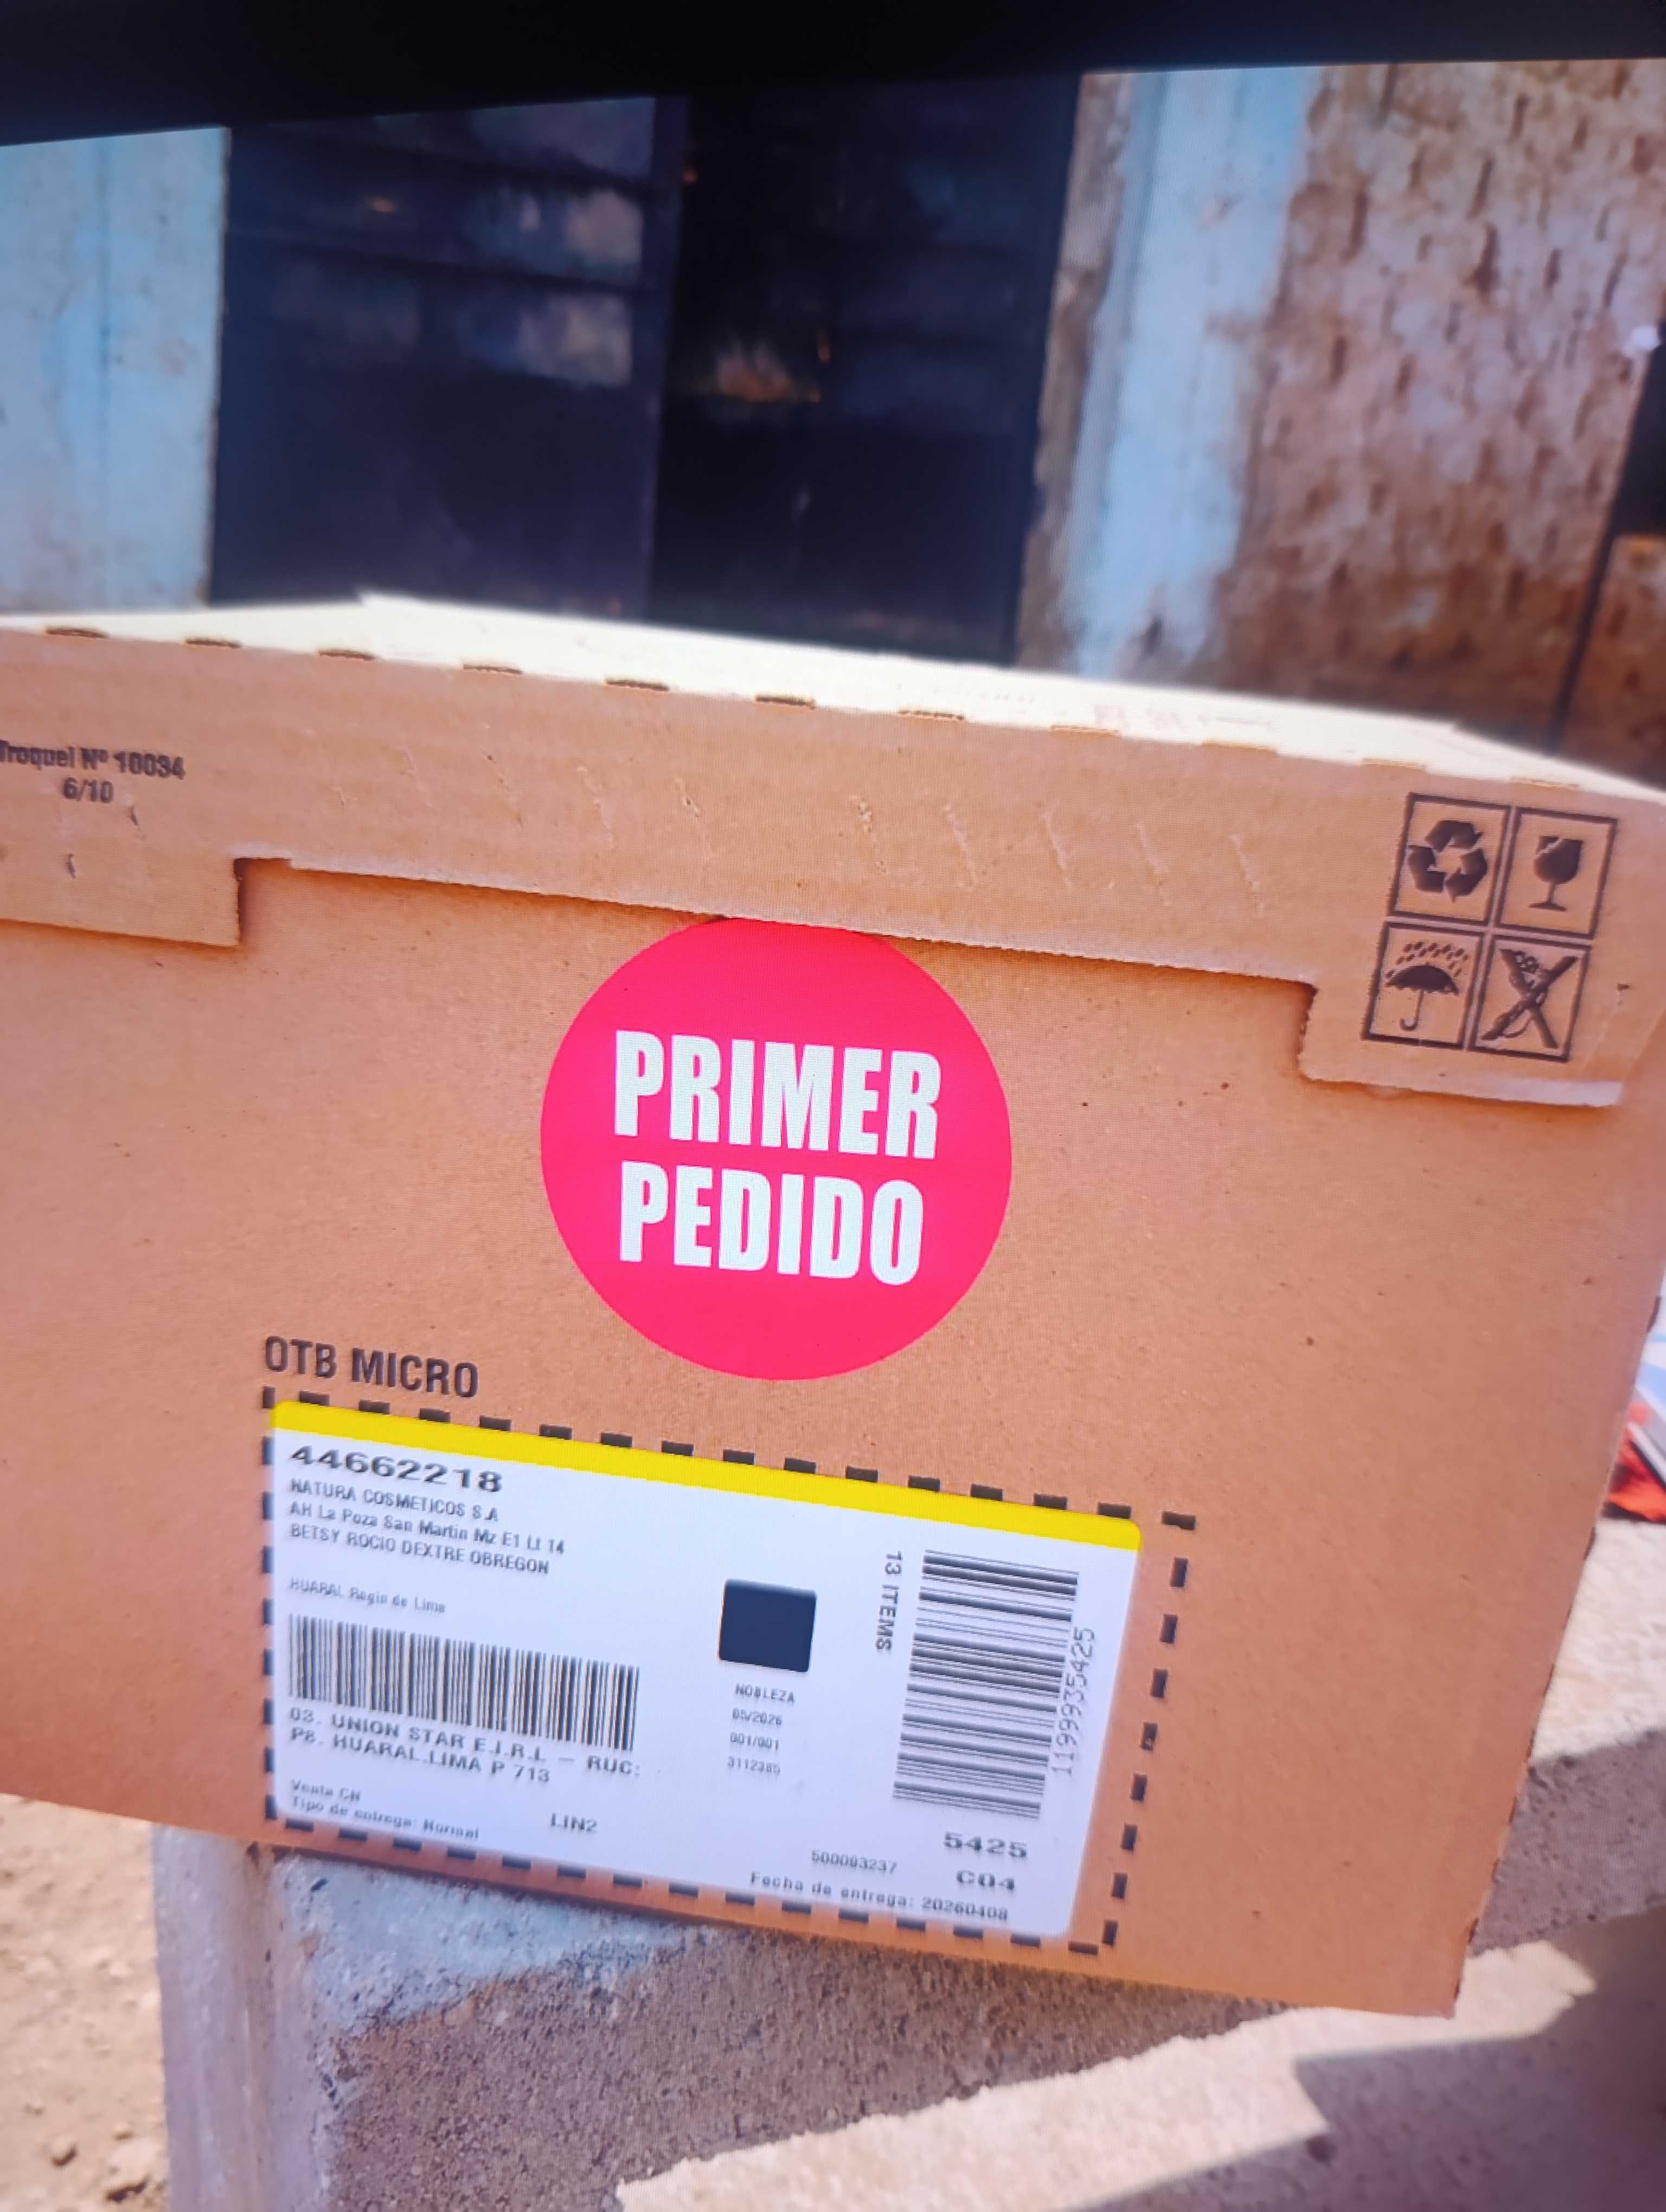 Troquel Nº 10034
6/10
PRIMER
PEDIDO
OTB MICRO
44662218
NATURA COSMETICOS S.A
AH La Poza San Martin Mz E1 Lt 14
BETSY ROCIO DEXTRE OBREGON
HUARAL Regin de Lima
03. UNION STAR E.I.R.L — RUC:
P8. HUARAL.LIMA P 713
Venta CN
Tipo de entrega: Normal
LIN2
NOBLEZA
05/2026
001/001
3112385
13 ITEMS
1199935425
5425
C04
500093237
Fecha de entrega: 20260408